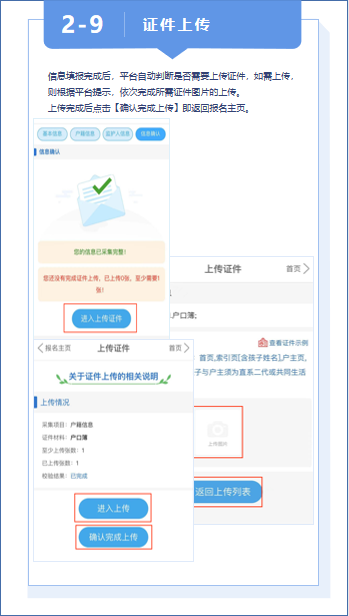 2-9 证件上传
信息填报完成后，平台自动判断是否需要上传证件，如需上传，
则根据平台提示，依次完成所需证件图片的上传。
上传完成后点击【确认完成上传】即返回报名主页。
基本信息 户籍信息 监护人信息 信息确认
信息确认
您的信息已采集完整！
您还没有完成证件上传，已上传0张，至少需要1
张！
进入上传证件
上传证件 首页
户口簿;
查看证件示例
首页,索引页[含孩子姓名],户主页,
子与户主须为直系二代或共同生活
上传图片
返回上传列表
报名主页 上传证件 首页
关于证件上传的相关说明
上传情况
采集项目：户籍信息
证件材料：户口簿
至少上传张数：1
已上传张数：1
校验结果：已完成
进入上传
确认完成上传